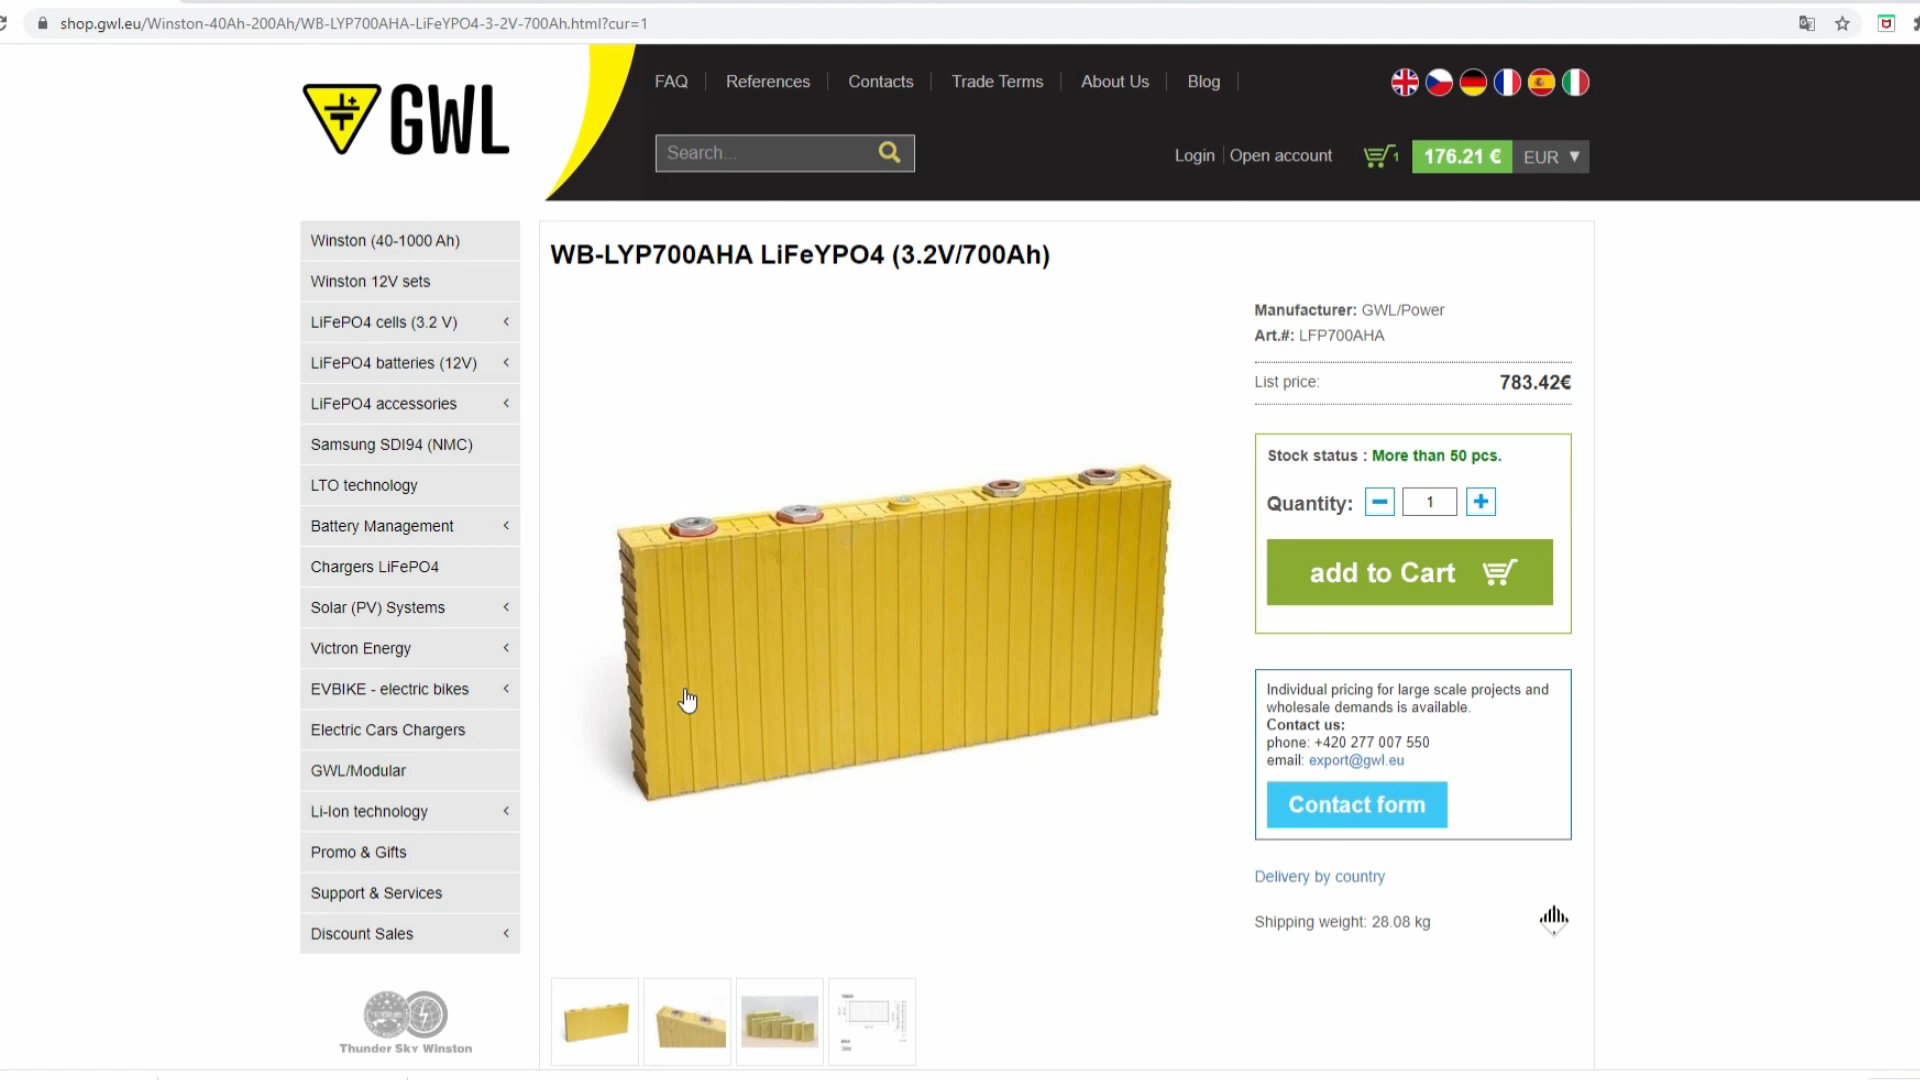 shop.gwl.eu/Winston-40Ah-200Ah/WB-LYP700AHA-LiFeYPO4-3-2V-700Ah.html?cur=1
GWL
FAQ
References
Contacts
Trade Terms
About Us
Blog
Search...
Login
Open account
1
176.21 €
EUR ▼
Winston (40-1000 Ah)
Winston 12V sets
LiFePO4 cells (3.2 V)
LiFePO4 batteries (12V)
LiFePO4 accessories
Samsung SDI94 (NMC)
LTO technology
Battery Management
Chargers LiFePO4
Solar (PV) Systems
Victron Energy
EVBIKE - electric bikes
Electric Cars Chargers
GWL/Modular
Li-Ion technology
Promo & Gifts
Support & Services
Discount Sales
Thunder Sky Winston
WB-LYP700AHA LiFeYPO4 (3.2V/700Ah)
Manufacturer: GWL/Power
Art.#: LFP700AHA
List price: 783.42€
Stock status : More than 50 pcs.
Quantity: 1
add to Cart
Individual pricing for large scale projects and
wholesale demands is available.
Contact us:
phone: +420 277 007 550
email: export@gwl.eu
Contact form
Delivery by country
Shipping weight: 28.08 kg